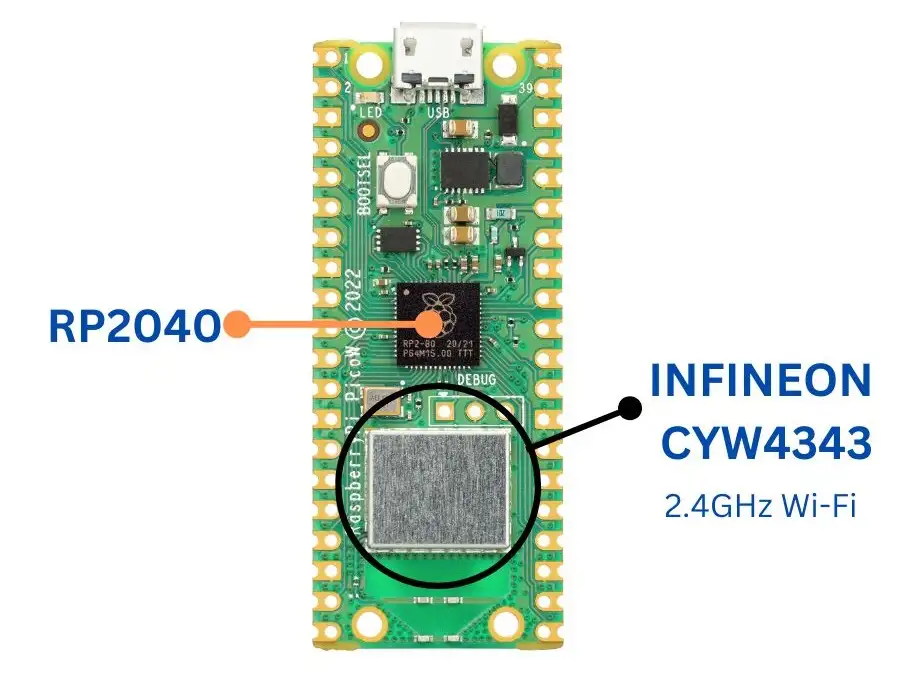 1
2
39
LED
USB
BOOTSEL
Raspberry Pi PicoW © 2022
RP2040
RP2-B0 20/21
P64M15.00 TTT
DEBUG
INFINEON
CYW4343
2.4GHz Wi-Fi